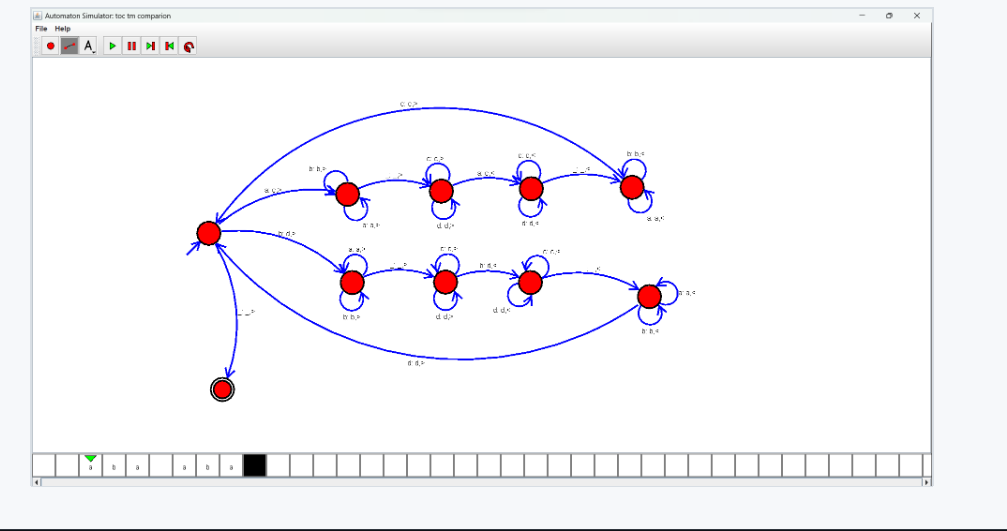 Automaton Simulator: toc tm comparion
File Help
A
c: c,>
b: b,>
c: c,>
c: c,<
b: b,<
a: c,>
a: c,<
d: d,>
a: a,<
b: d,>
a: a,>
c: c,>
b: d,<
a: a,<
b: b,>
d: d,>
d: d,<
b: b,<
d: d,>
a b a a b a